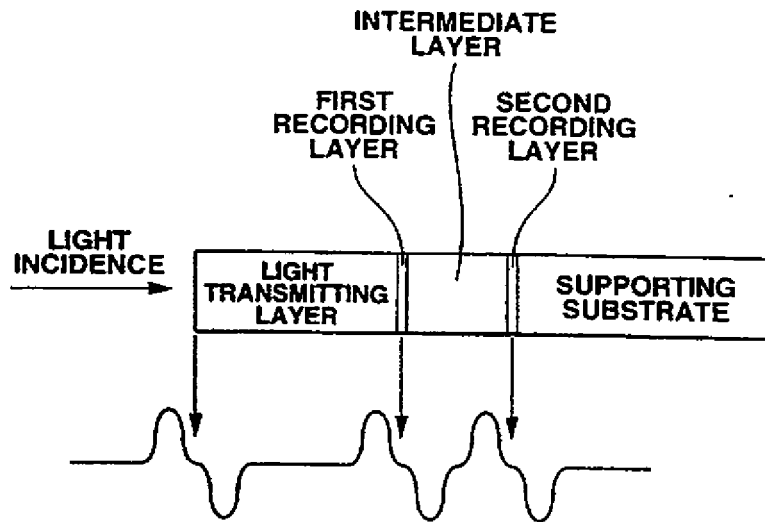 INTERMEDIATE
LAYER
FIRST
RECORDING
LAYER
SECOND
RECORDING
LAYER
LIGHT
INCIDENCE
LIGHT
TRANSMITTING
LAYER
SUPPORTING
SUBSTRATE